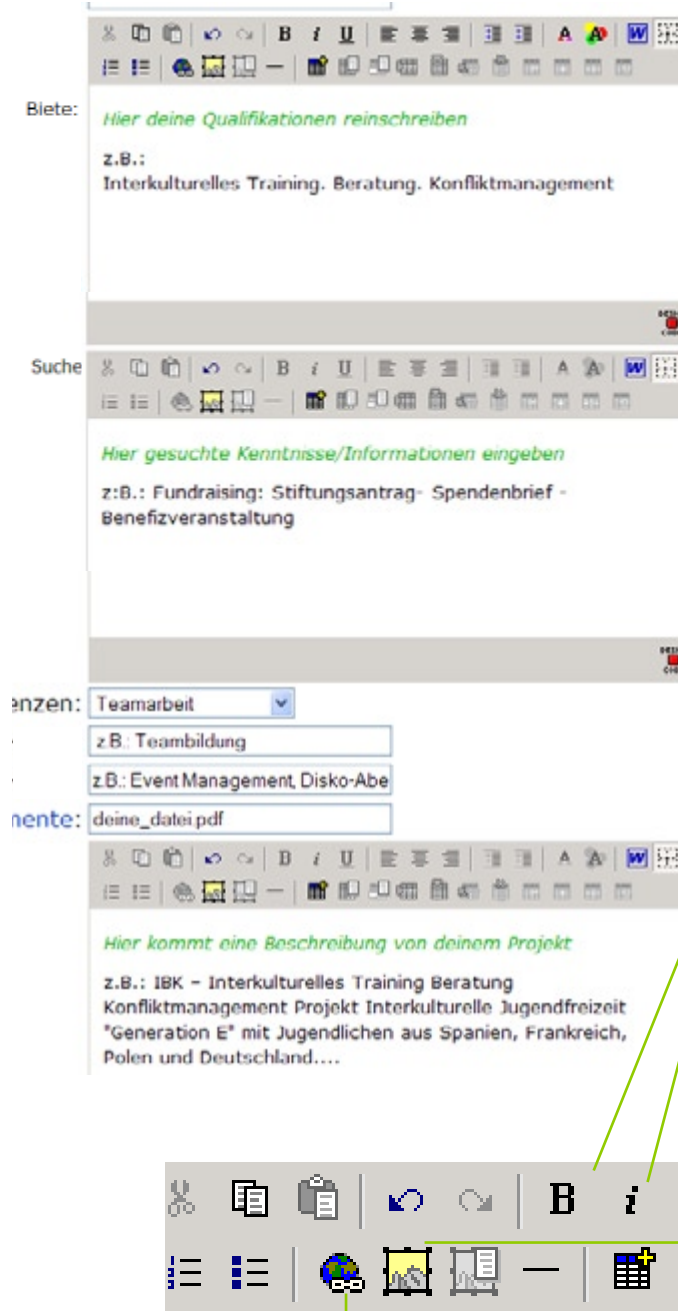 B i U A W
Biete:
Hier deine Qualifikationen reinschreiben
z.B.:
Interkulturelles Training. Beratung. Konfliktmanagement
Suche
B i U A W
Hier gesuchte Kenntnisse/Informationen eingeben
z:B.: Fundraising: Stiftungsantrag- Spendenbrief -
Benefizveranstaltung
enzen: Teamarbeit
z.B.: Teambildung
z.B.: Event Management, Disko-Abe
mente: deine_datei.pdf
B i U A W
Hier kommt eine Beschreibung von deinem Projekt
z.B.: IBK – Interkulturelles Training Beratung
Konfliktmanagement Projekt Interkulturelle Jugendfreizeit
"Generation E" mit Jugendlichen aus Spanien, Frankreich,
Polen und Deutschland....
B i